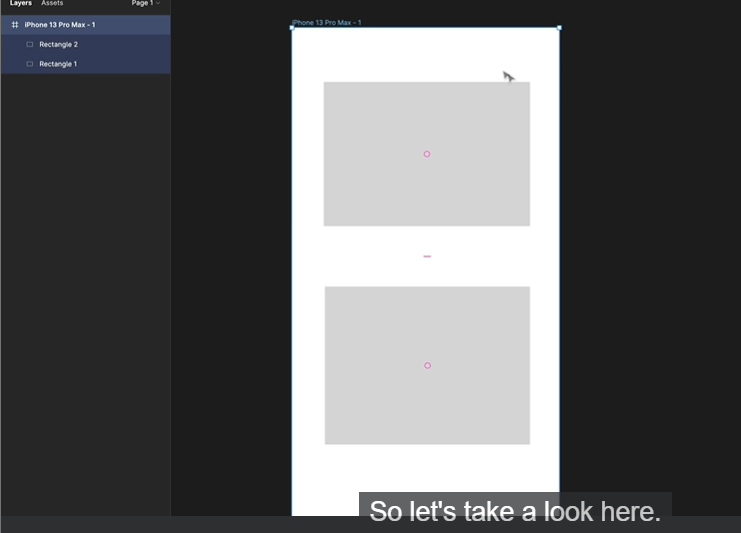 Layers Assets Page 1
iPhone 13 Pro Max - 1
Rectangle 2
Rectangle 1
iPhone 13 Pro Max - 1
So let's take a look here.